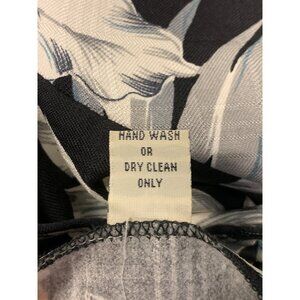 HAND WASH
OR
DRY CLEAN
ONLY